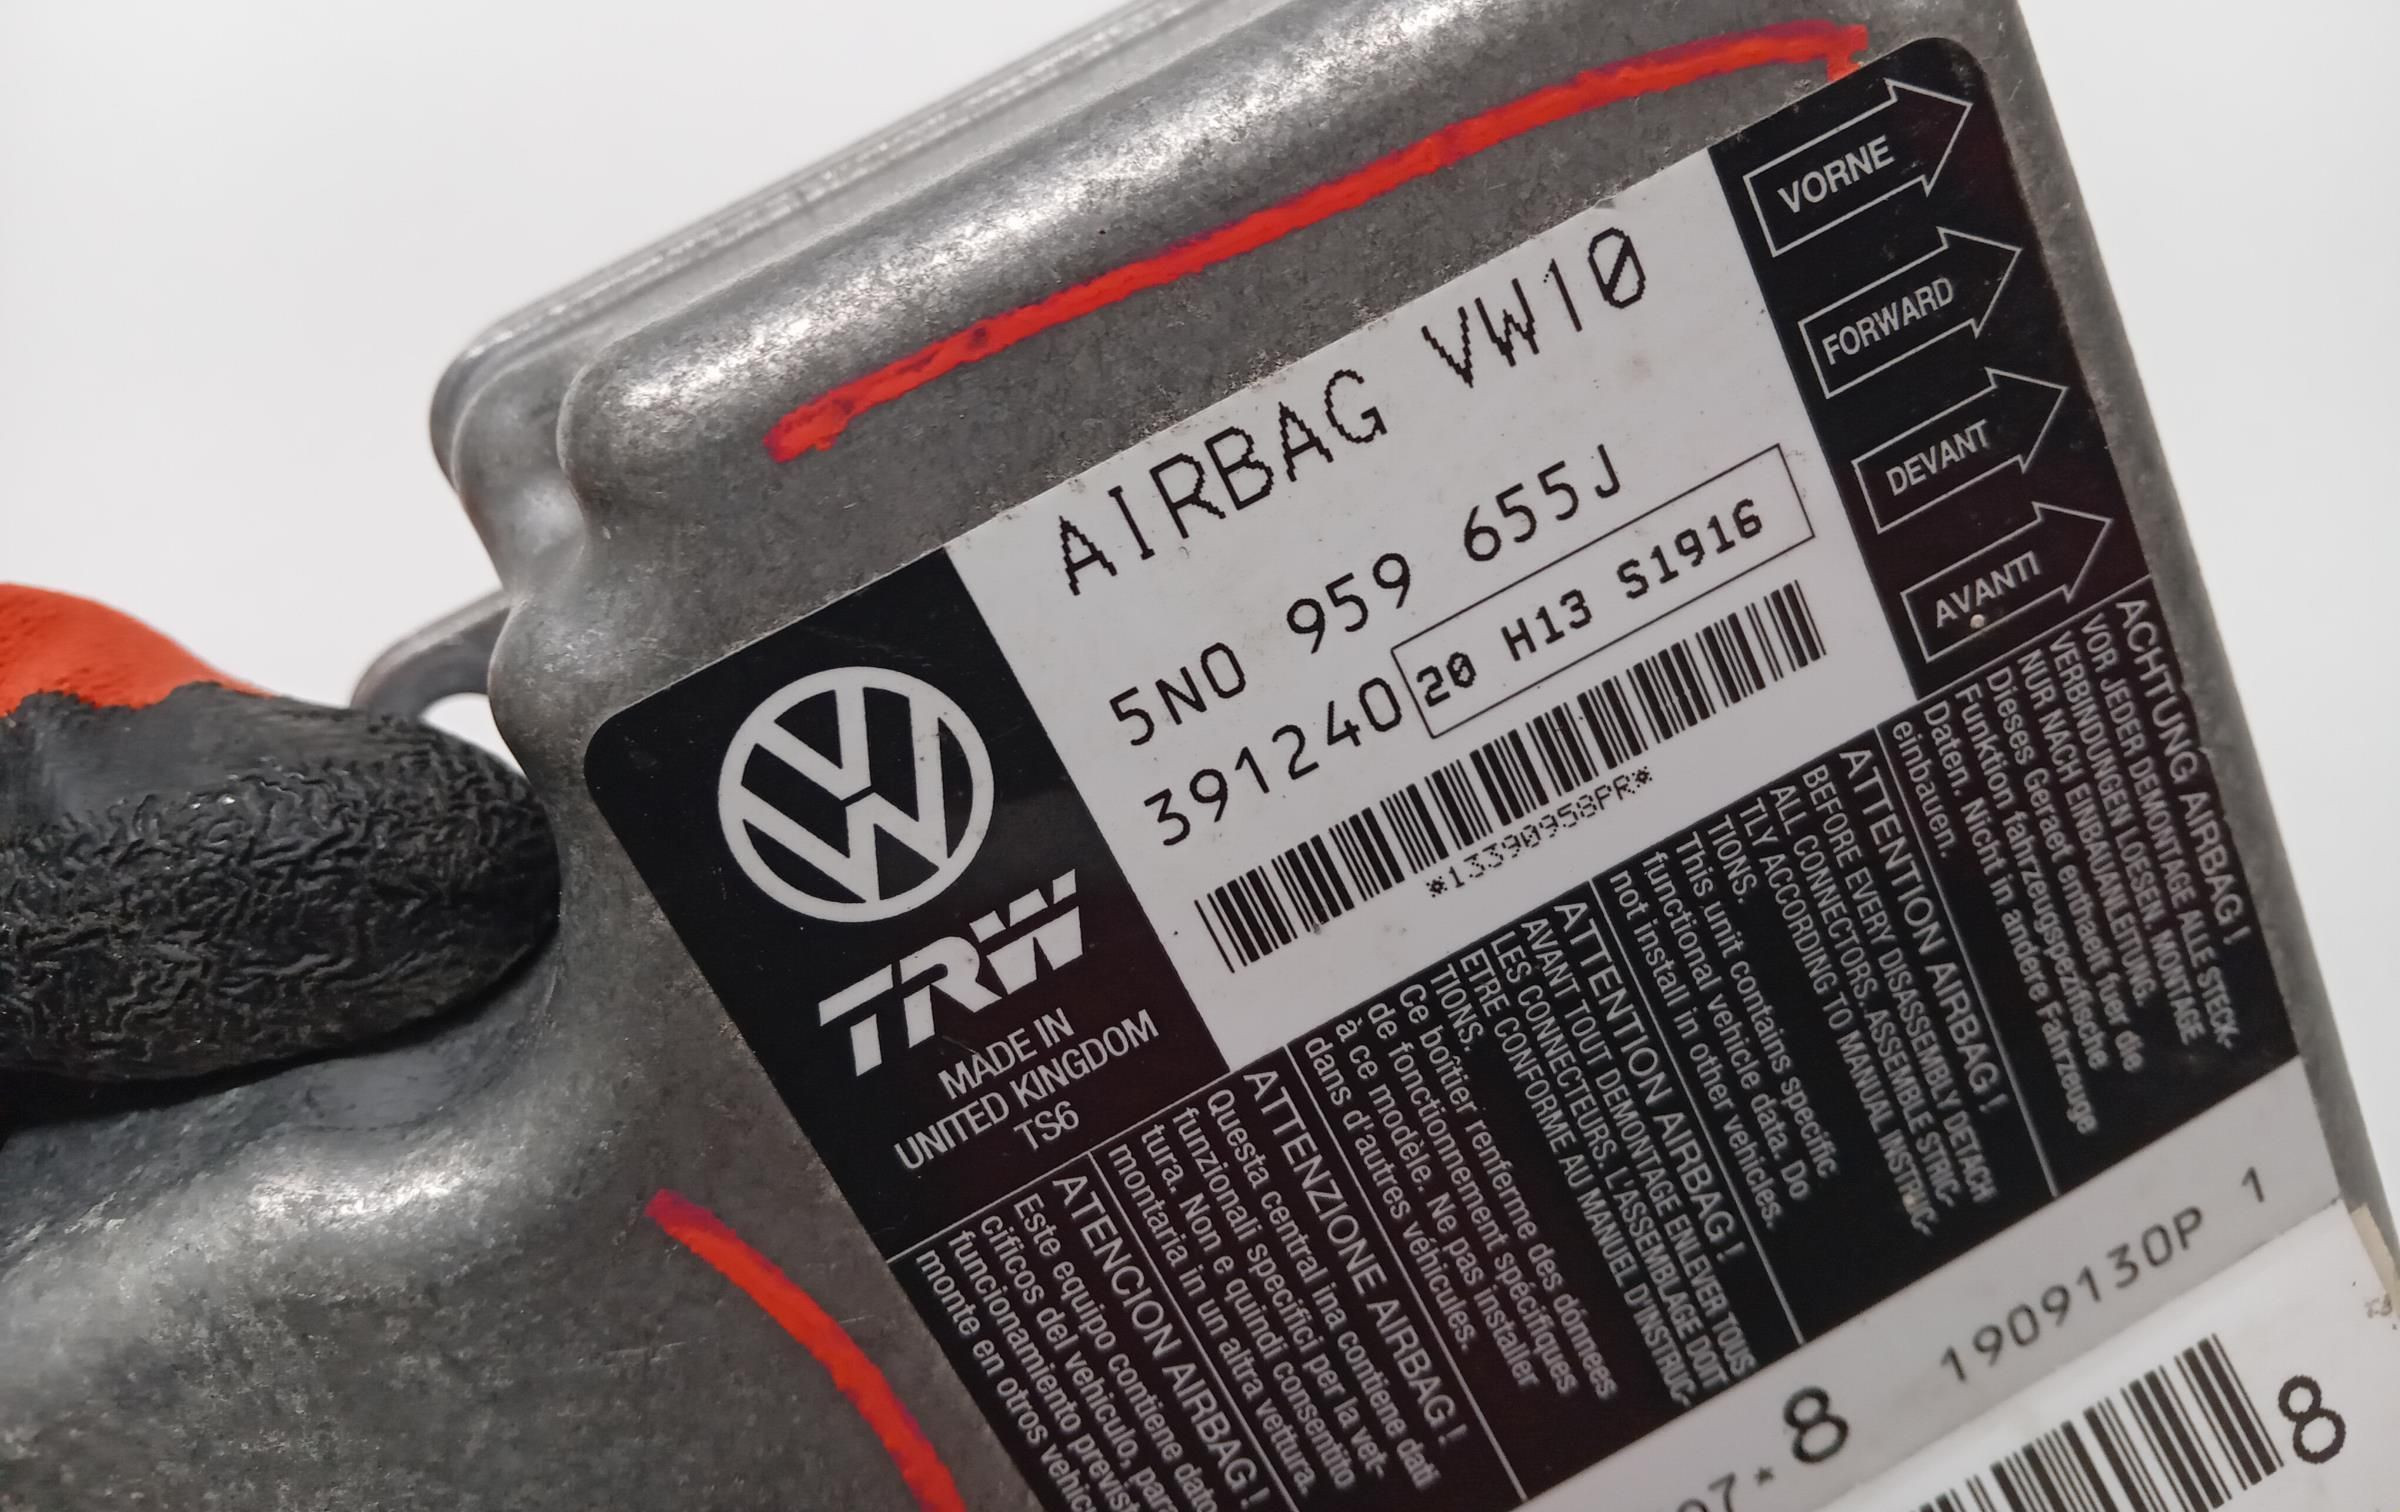 AIRBAG VW10
5N0 959 655J
391240
20 H13 S1916
*13390958PR*
VORNE
FORWARD
DEVANT
AVANTI
TRW
MADE IN
UNITED KINGDOM
TS6
ACHTUNG AIRBAG!
VOR JEDER DEMONTAGE ALLE STECK-
VERBINDUNGEN LOESEN. MONTAGE
NUR NACH EINBAUANLEITUNG.
Dieses Geraet enthaelt fuer die
Funktion fahrzeugspezifische
Daten. Nicht in andere Fahrzeuge
einbauen.
ATTENTION AIRBAG!
BEFORE EVERY DISASSEMBLY DETACH
ALL CONNECTORS. ASSEMBLE STRIC-
TLY ACCORDING TO MANUAL INSTRUC-
TIONS.
This unit contains specific
functional vehicle data. Do
not install in other vehicles.
ATTENTION AIRBAG!
AVANT TOUT DEMONTAGE ENLEVER TOUS
LES CONNECTEURS. L'ASSEMBLAGE DOIT
ETRE CONFORME AU MANUEL D'INSTRUC-
TIONS.
Ce boîtier renferme des données
de fonctionnement spécifiques
à ce modèle. Ne pas installer
dans d'autres véhicules.
ATTENZIONE AIRBAG!
Questa central ina contiene dati
funzionali specifici per la vet-
tura. Non e quindi consentito
montaria in un altra vettura.
ATENCION AIRBAG!
Este equipo contiene
cificos del vehiculo, para
funcionamiento
monte en otros
1909130P 1
8
8